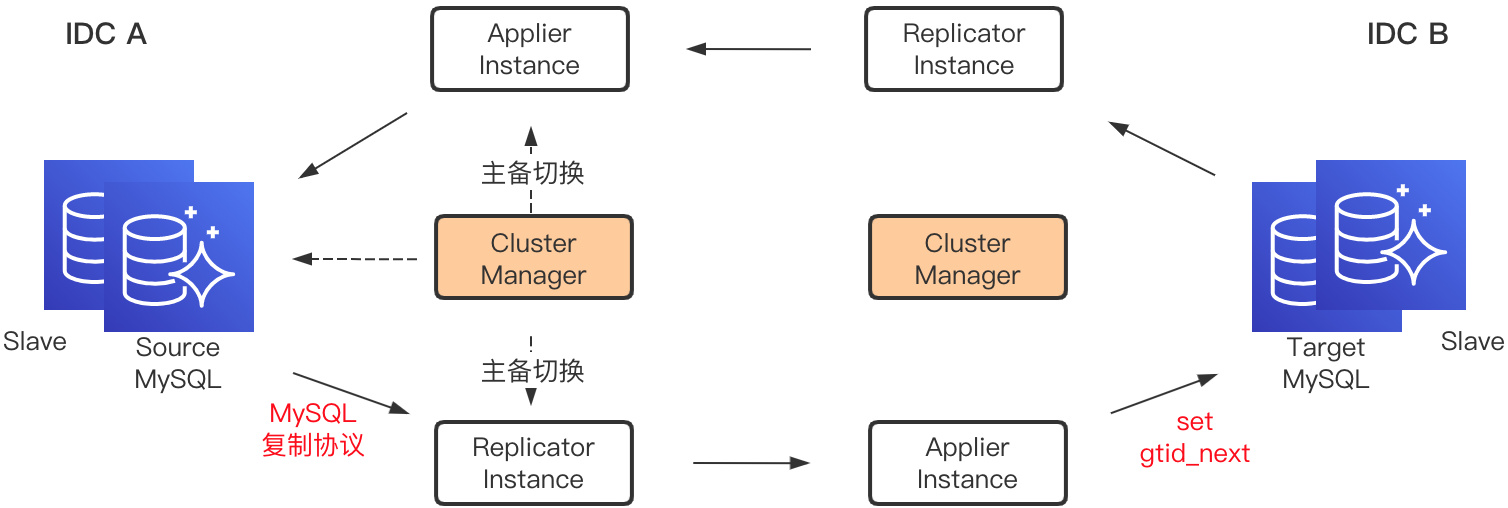 IDC A
Applier
Instance
Replicator
Instance
IDC B
主备切换
Cluster
Manager
Cluster
Manager
Slave
Source
MySQL
Target
MySQL
Slave
主备切换
MySQL
复制协议
Replicator
Instance
Applier
Instance
set
gtid_next